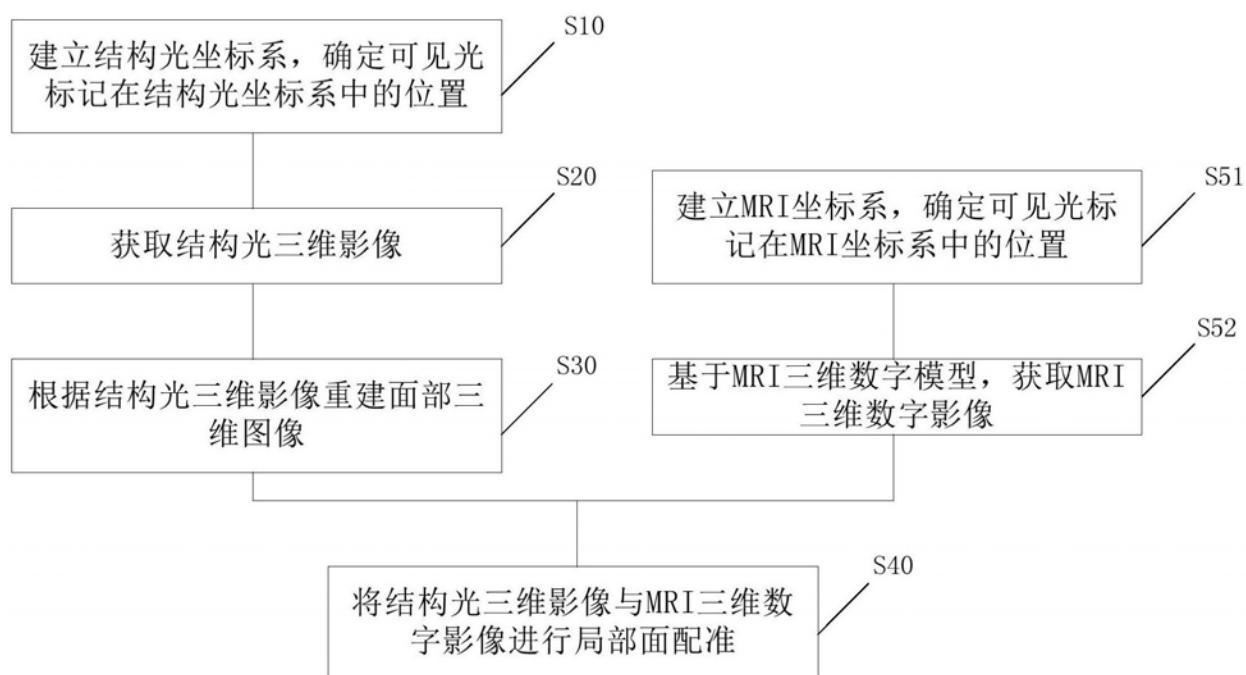 S10
建立结构光坐标系，确定可见光
标记在结构光坐标系中的位置
S20
获取结构光三维影像
S30
根据结构光三维影像重建面部三
维图像
S51
建立MRI坐标系，确定可见光标
记在MRI坐标系中的位置
S52
基于MRI三维数字模型，获取MRI
三维数字影像
S40
将结构光三维影像与MRI三维数
字影像进行局部面配准